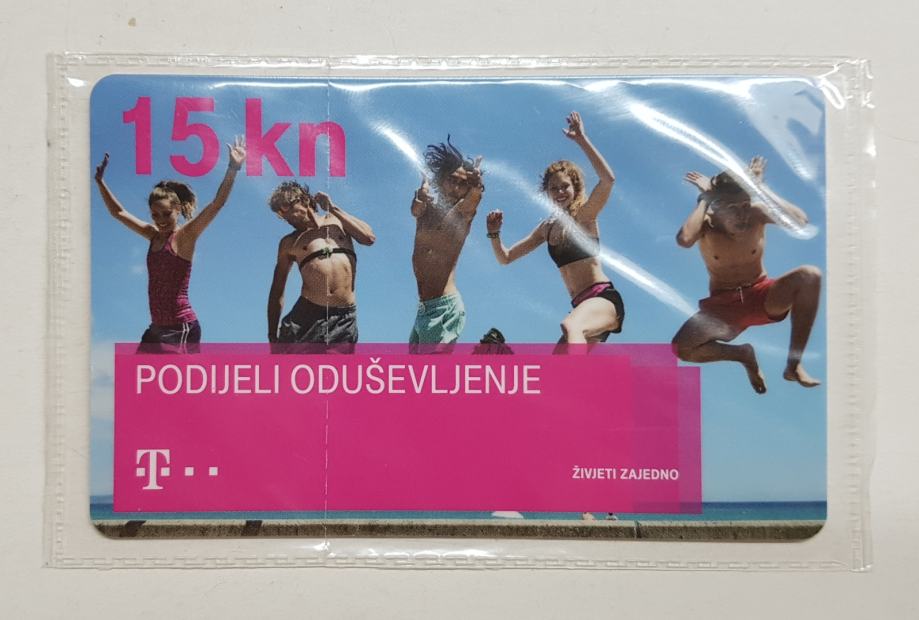 15 kn
PODIJELI ODUŠEVLJENJE
T
ŽIVJETI ZAJEDNO